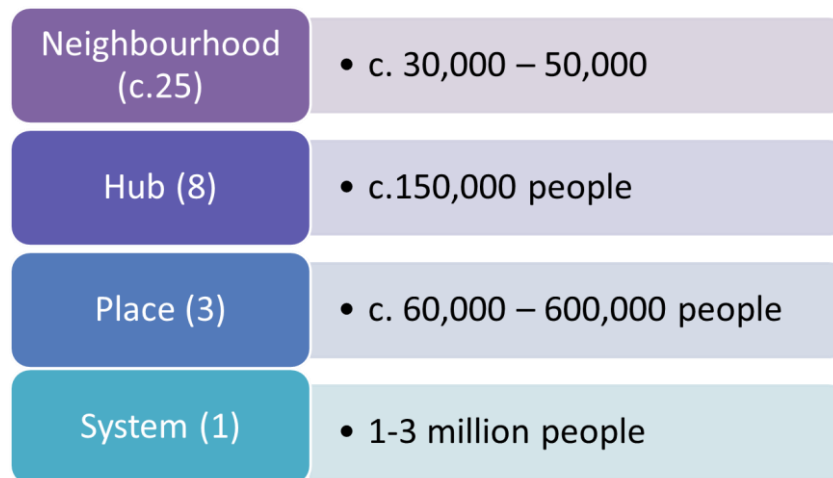 Neighbourhood
(c.25)
• c. 30,000 – 50,000
Hub (8)
• c.150,000 people
Place (3)
• c. 60,000 – 600,000 people
System (1)
• 1-3 million people